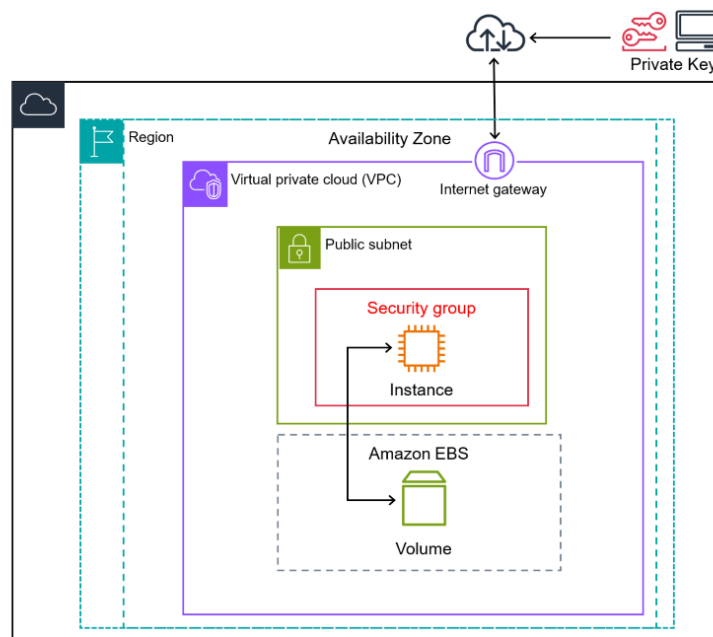 Private Key
Region
Availability Zone
Virtual private cloud (VPC)
Internet gateway
Public subnet
Security group
Instance
Amazon EBS
Volume